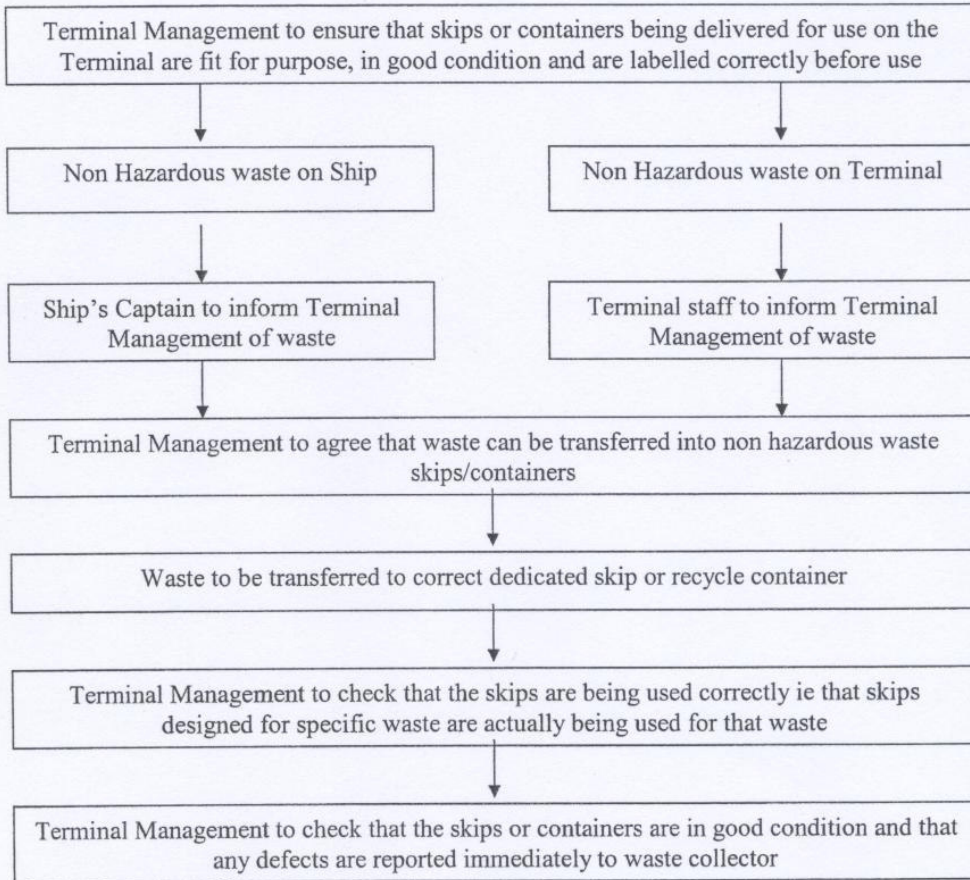 Terminal Management to ensure that skips or containers being delivered for use on the
Terminal are fit for purpose, in good condition and are labelled correctly before use
Non Hazardous waste on Ship
Non Hazardous waste on Terminal
Ship's Captain to inform Terminal
Management of waste
Terminal staff to inform Terminal
Management of waste
Terminal Management to agree that waste can be transferred into non hazardous waste
skips/containers
Waste to be transferred to correct dedicated skip or recycle container
Terminal Management to check that the skips are being used correctly ie that skips
designed for specific waste are actually being used for that waste
Terminal Management to check that the skips or containers are in good condition and that
any defects are reported immediately to waste collector